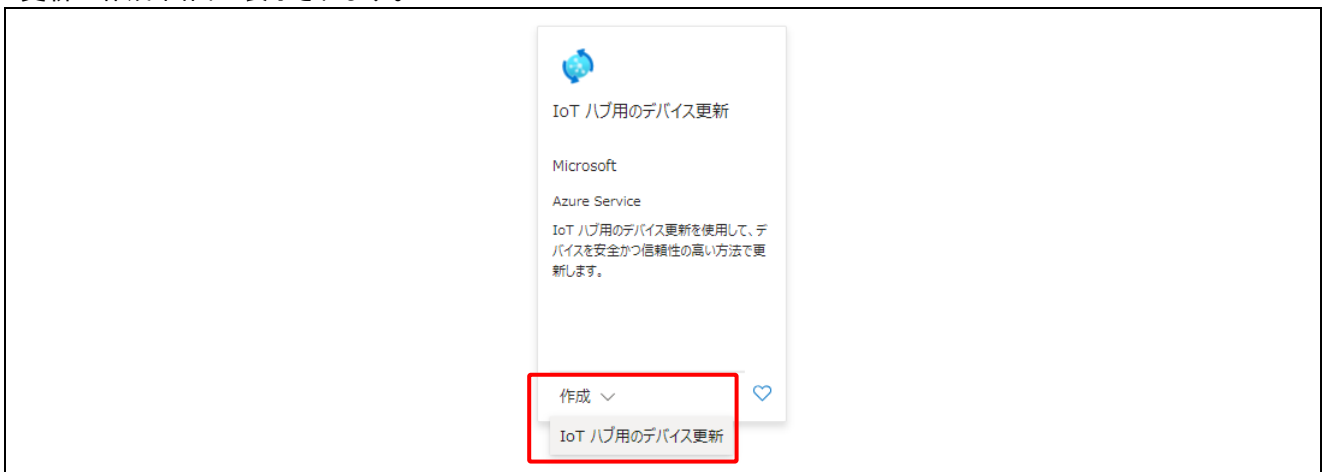 IoT ハブ用のデバイス更新
Microsoft
Azure Service
IoT ハブ用のデバイス更新を使用して、デ
バイスを安全かつ信頼性の高い方法で更
新します。
作成
IoT ハブ用のデバイス更新